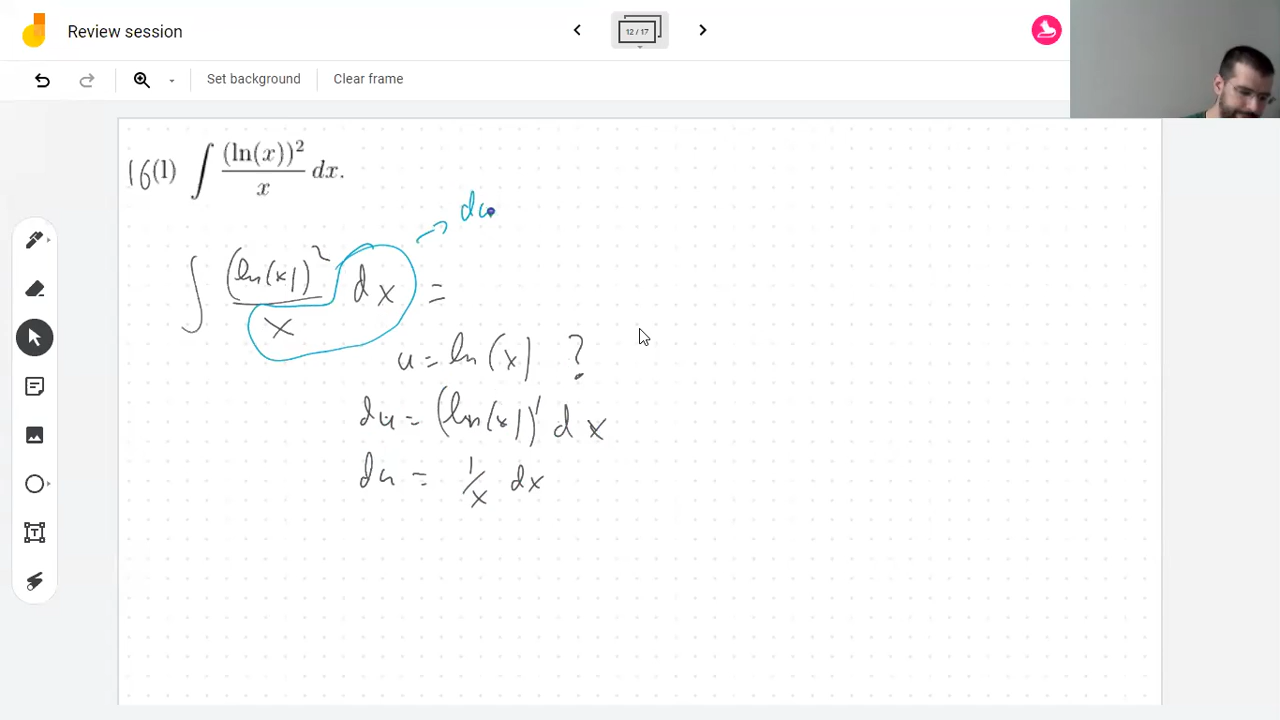 Review session
12 / 17
Set background
Clear frame
16(l) ∫ (ln(x))² / x dx.
du
∫ (ln(x))² / x dx =
u = ln(x) ?
du = (ln(x))' dx
du = 1/x dx
T